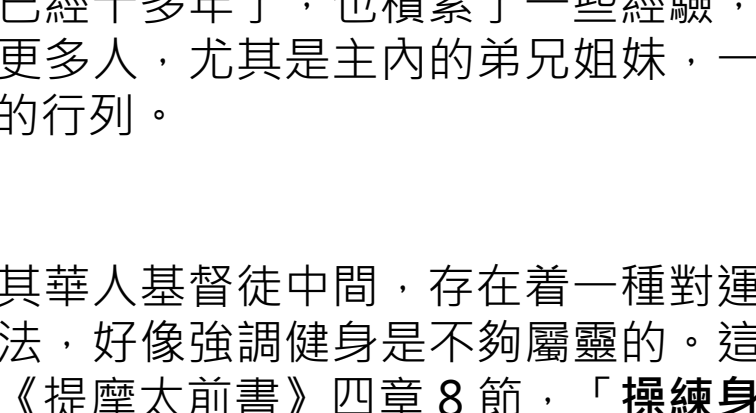 已經十多年了，也積累了一些經驗，
更多人，尤其是主內的弟兄姐妹，一
的行列。
其華人基督徒中間，存在着一種對運
法，好像強調健身是不夠屬靈的。這
《提摩太前書》四章 8 節，「操練身